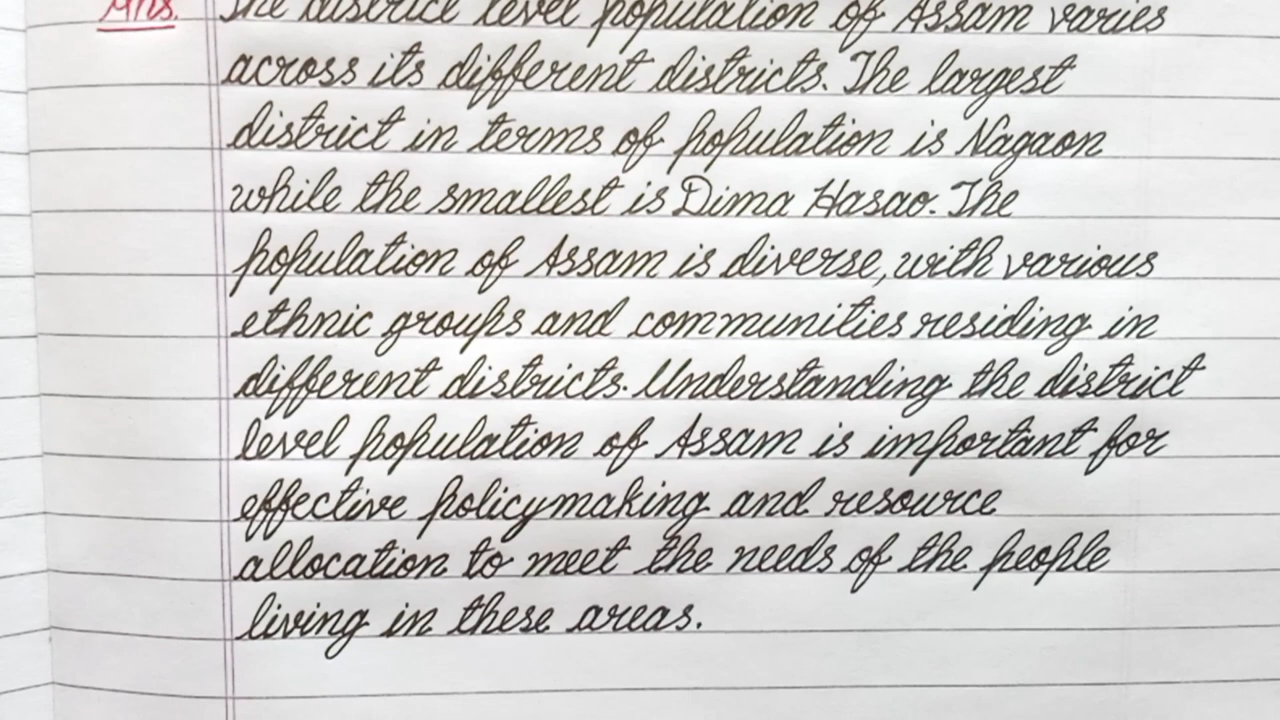 Ans.
The district level population of Assam varies
across its different districts. The largest
district in terms of population is Nagaon
while the smallest is Dima Hasao. The
population of Assam is diverse, with various
ethnic groups and communities residing in
different districts. Understanding the district
level population of Assam is important for
effective policymaking and resource
allocation to meet the needs of the people
living in these areas.